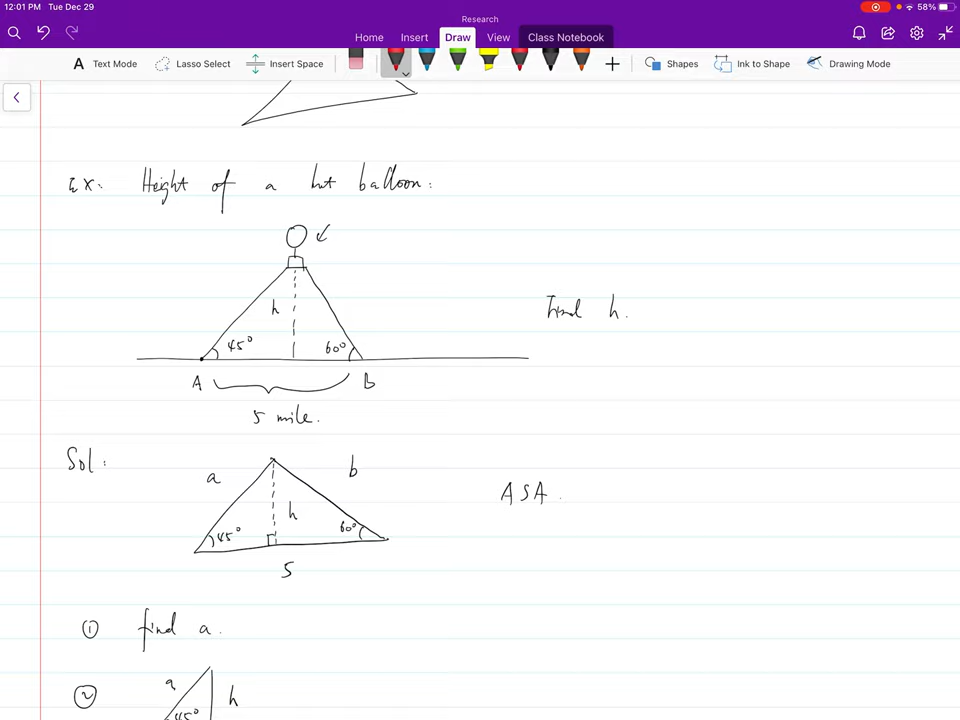 12:01 PM Tue Dec 29
58%
Research
Home Insert Draw View Class Notebook
A Text Mode Lasso Select Insert Space Shapes Ink to Shape Drawing Mode
Ex: Height of a hot balloon:
h
Find h.
45° 60°
A B
5 mile.
Sol:
a b
ASA.
h
45° 60°
5
① find a.
② a h
45°